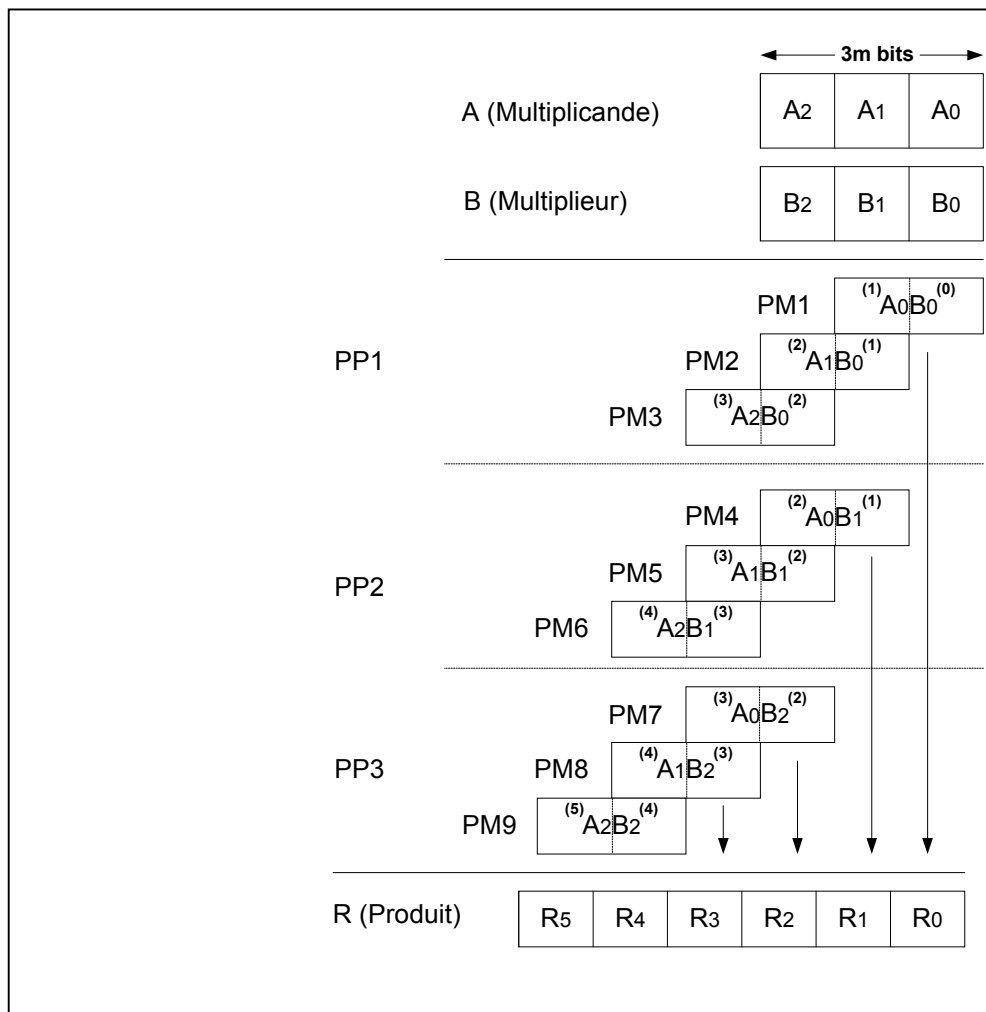 3m bits
A (Multiplicande) A2 A1 A0
B (Multiplieur) B2 B1 B0
PM1 (1)A0B0(0)
PP1 PM2 (2)A1B0(1)
PM3 (3)A2B0(2)
PM4 (2)A0B1(1)
PP2 PM5 (3)A1B1(2)
PM6 (4)A2B1(3)
PM7 (3)A0B2(2)
PP3 PM8 (4)A1B2(3)
PM9 (5)A2B2(4)
R (Produit) R5 R4 R3 R2 R1 R0